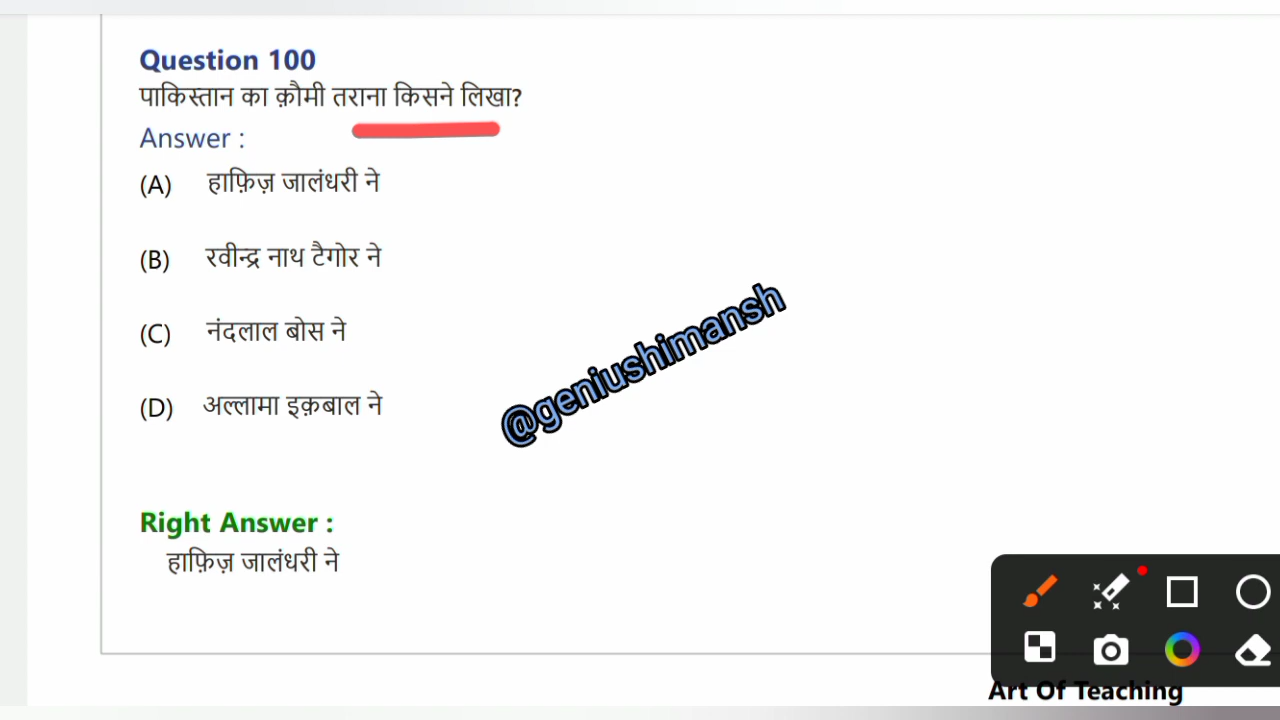 Question 100
पाकिस्तान का क़ौमी तराना किसने लिखा?
Answer :
(A) हाफ़िज़ जालंधरी ने
(B) रवीन्द्र नाथ टैगोर ने
(C) नंदलाल बोस ने
(D) अल्लामा इक़बाल ने
@geniushimansh
Right Answer :
हाफ़िज़ जालंधरी ने
Art Of Teaching